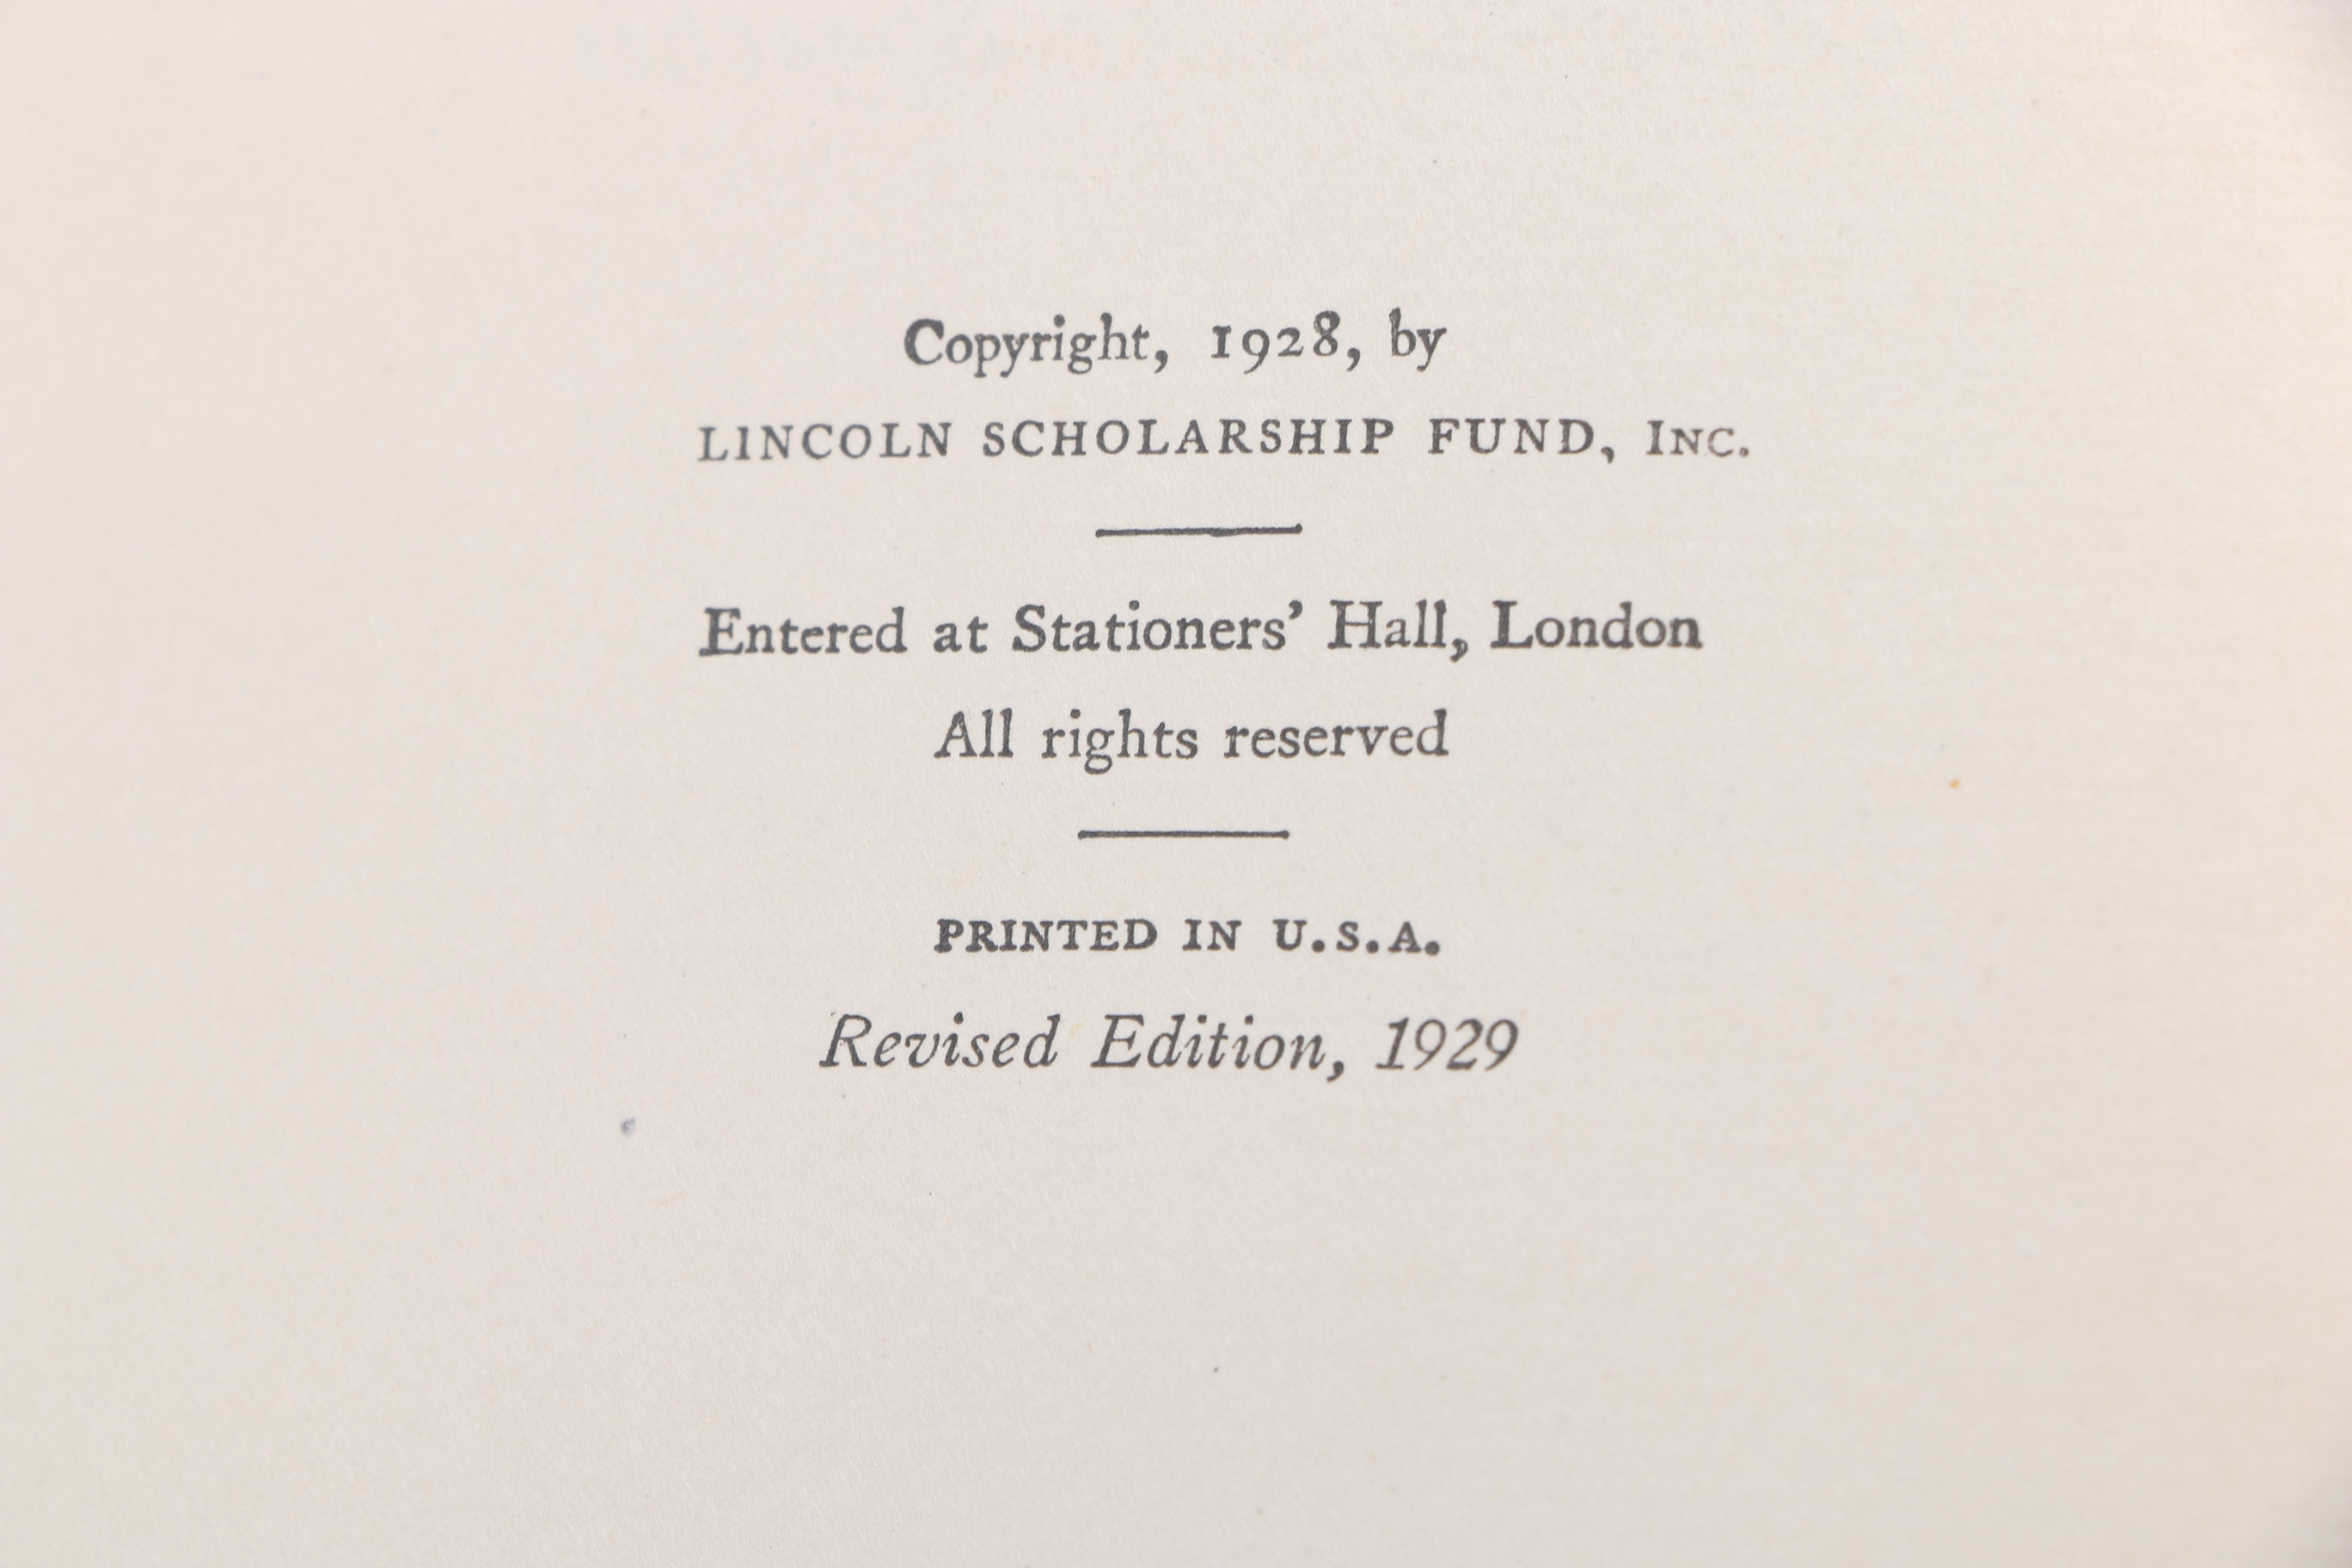 Copyright, 1928, by
LINCOLN SCHOLARSHIP FUND, INC.
Entered at Stationers’ Hall, London
All rights reserved
PRINTED IN U.S.A.
Revised Edition, 1929